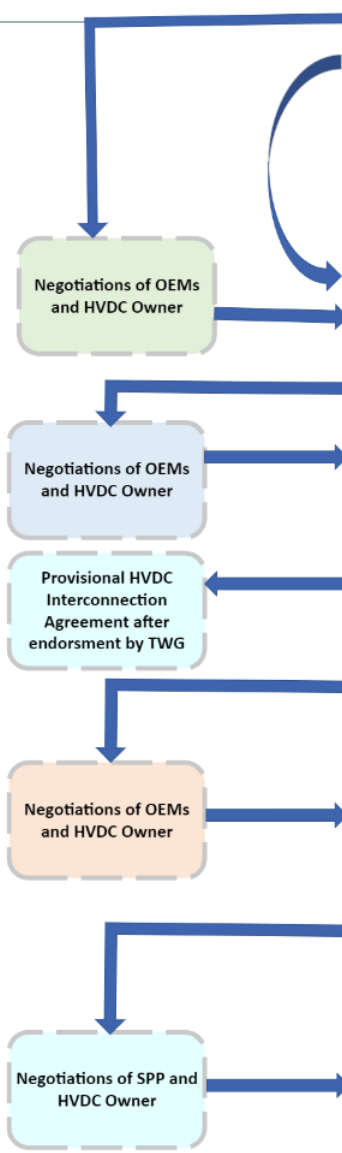 Negotiations of OEMs
and HVDC Owner
Negotiations of OEMs
and HVDC Owner
Provisional HVDC
Interconnection
Agreement after
endorsment by TWG
Negotiations of OEMs
and HVDC Owner
Negotiations of SPP and
HVDC Owner